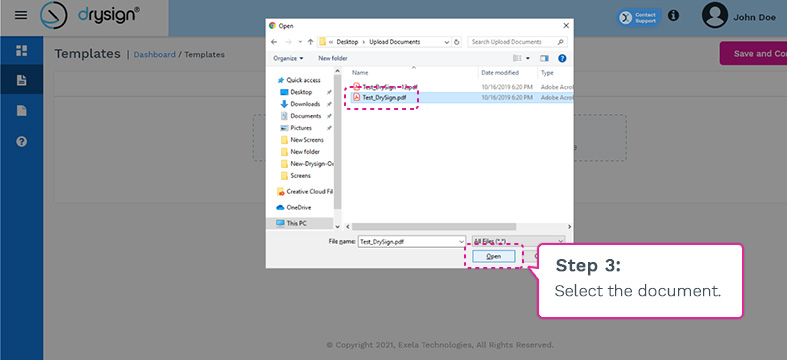 drysign®
Contact Support
John Doe
Templates | Dashboard / Templates
Save and Co
Open
Desktop › Upload Documents
Search Upload Documents
Organize
New folder
Name Date modified Type
Quick access
Desktop
Downloads
Documents
Pictures
New Screens
New folder
New-Drysign-O
Screens
Creative Cloud Fil
OneDrive
This PC
10/16/2019 6:20 PM Adobe Acro
Test_DrySign.pdf 10/16/2019 6:20 PM Adobe Acro
File name: Test_DrySign.pdf
All Files (*.*)
Open
Step 3:
Select the document.
© Copyright 2021, Exela Technologies, All Rights Reserved.